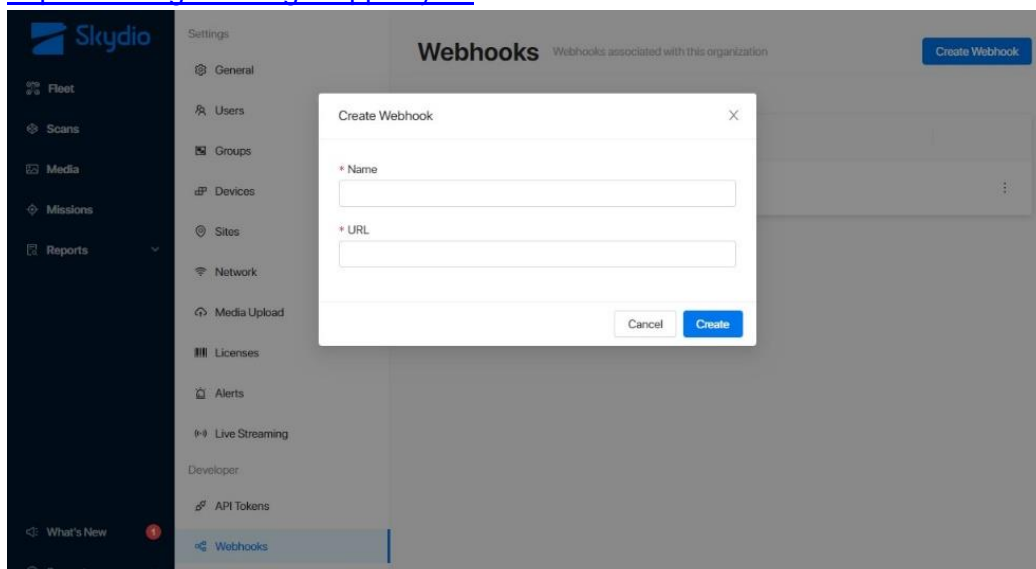 Skydio
Fleet
Scans
Media
Missions
Reports
What's New
1
Settings
General
Users
Groups
Devices
Sites
Network
Media Upload
Licenses
Alerts
Live Streaming
Developer
API Tokens
Webhooks
Webhooks Webhooks associated with this organization
Create Webhook
Create Webhook
* Name
* URL
Cancel Create